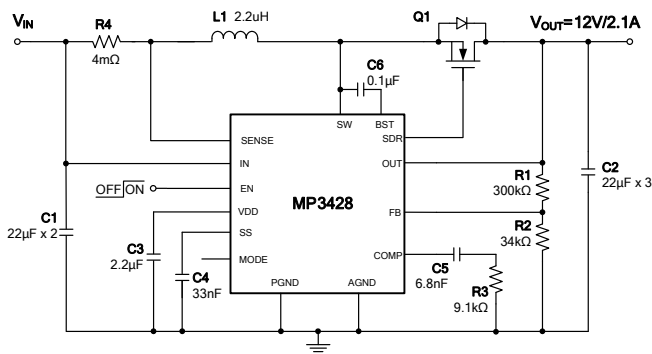 VIN
R4
4mΩ
L1 2.2uH
Q1
VOUT=12V/2.1A
C6
0.1µF
SW
BST
SDR
SENSE
IN
OUT
OFF ON
EN
MP3428
R1
300kΩ
C2
22µF x 3
VDD
FB
C1
22µF x 2
SS
R2
34kΩ
C3
2.2µF
MODE
COMP
C4
33nF
PGND
AGND
C5
6.8nF
R3
9.1kΩ